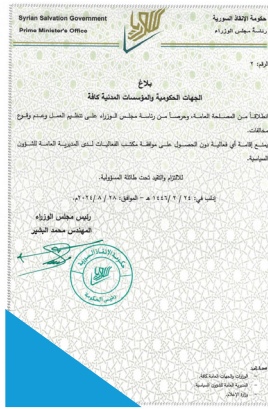 Syrian Salvation Government
حكومة الإنقاذ السورية
Prime Minister's Office
رئاسة مجلس الوزراء
الرقم: ٢
بلاغ
الجهات الحكومية والمؤسسات المدنية كافة
انطلاقاً من المصلحة العامة، وحرصاً من رئاسة مجلس الوزراء على تنظيم العمل وعدم وقوع
مخالفات،
يمنع إقامة أي فعالية دون الحصول على موافقة مكتب الفعاليات لدى المديرية العامة للشؤون
السياسية.
للالتزام والتقيد تحت طائلة المسؤولية.
إدلب في: ٢٤ / ٢ / ١٤٤٦ هـ - الموافق: ٢٨ / ٨ / ٢٠٢٤م.
رئيس مجلس الوزراء
المهندس محمد البشير
حكومة الإنقاذ السورية
رئيس الحكومة
الوزارات والجهات العامة كافة.
المديرية العامة للشؤون السياسية.
وزارة الإعلام.